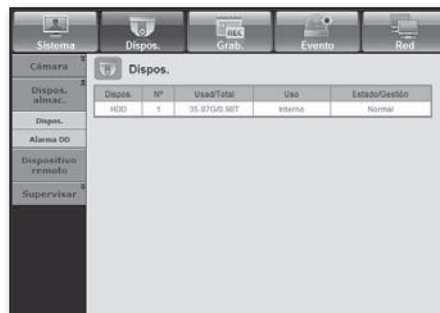 Sistema
Dispos.
Grab.
Evento
Red
REC
Cámara
Dispos.
almac.
Dispos.
Alarma DD
Dispositivo
remoto
Supervisar
Dispos.
Dispos. Nº Usad/Total Uso Estado/Gestión
HDD 1 35.87G/0.98T Interno Normal